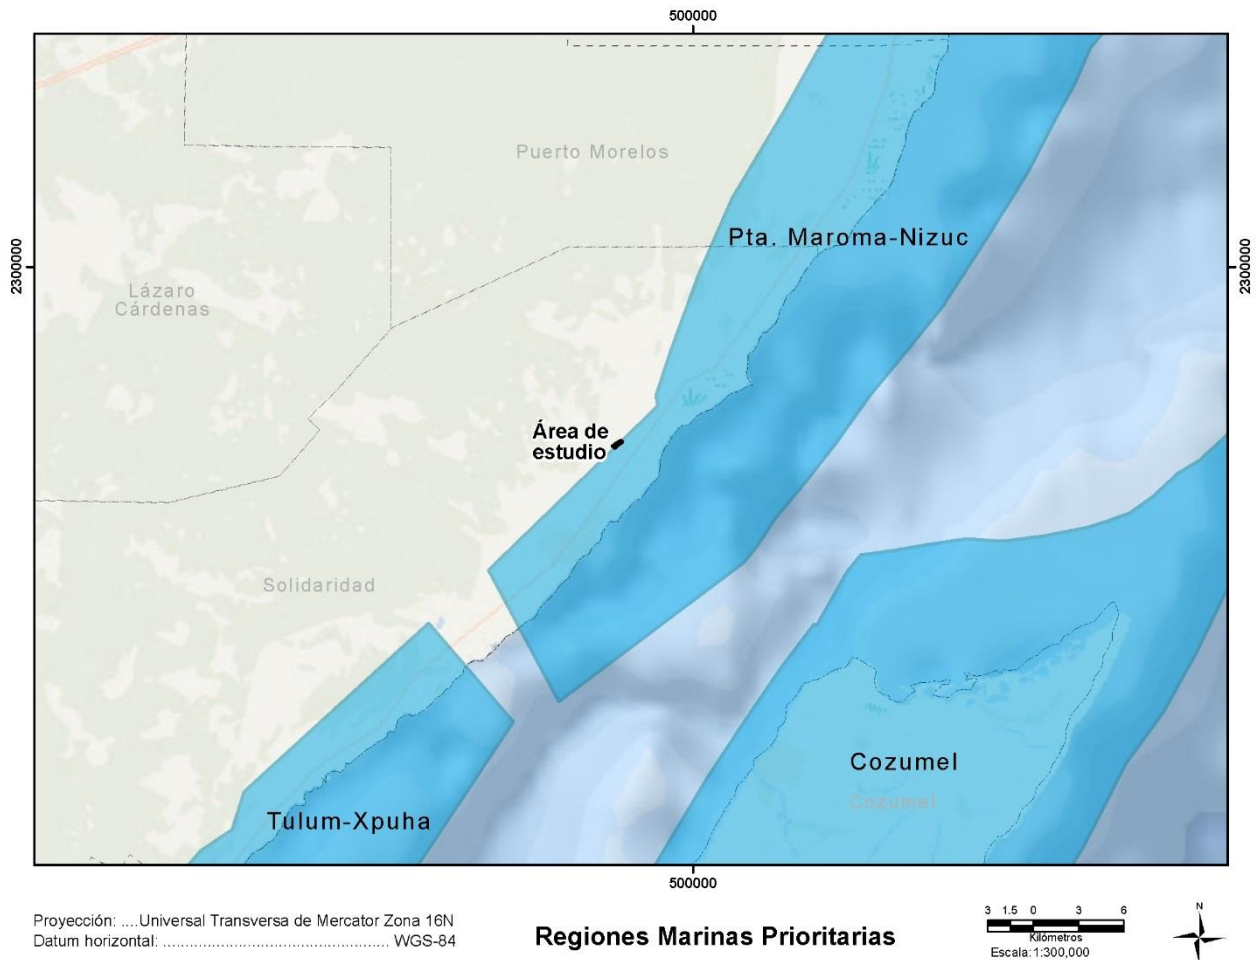 500000
Puerto Morelos
Pta. Maroma-Nizuc
2300000
2300000
Lázaro
Cárdenas
Área de
estudio
Solidaridad
Cozumel
Cozumel
Tulum-Xpuha
500000
Proyección: ....Universal Transversa de Mercator Zona 16N
Datum horizontal: ................................................ WGS-84
Regiones Marinas Prioritarias
3 1.5 0 3 6
Kilómetros
Escala:1:300,000
N